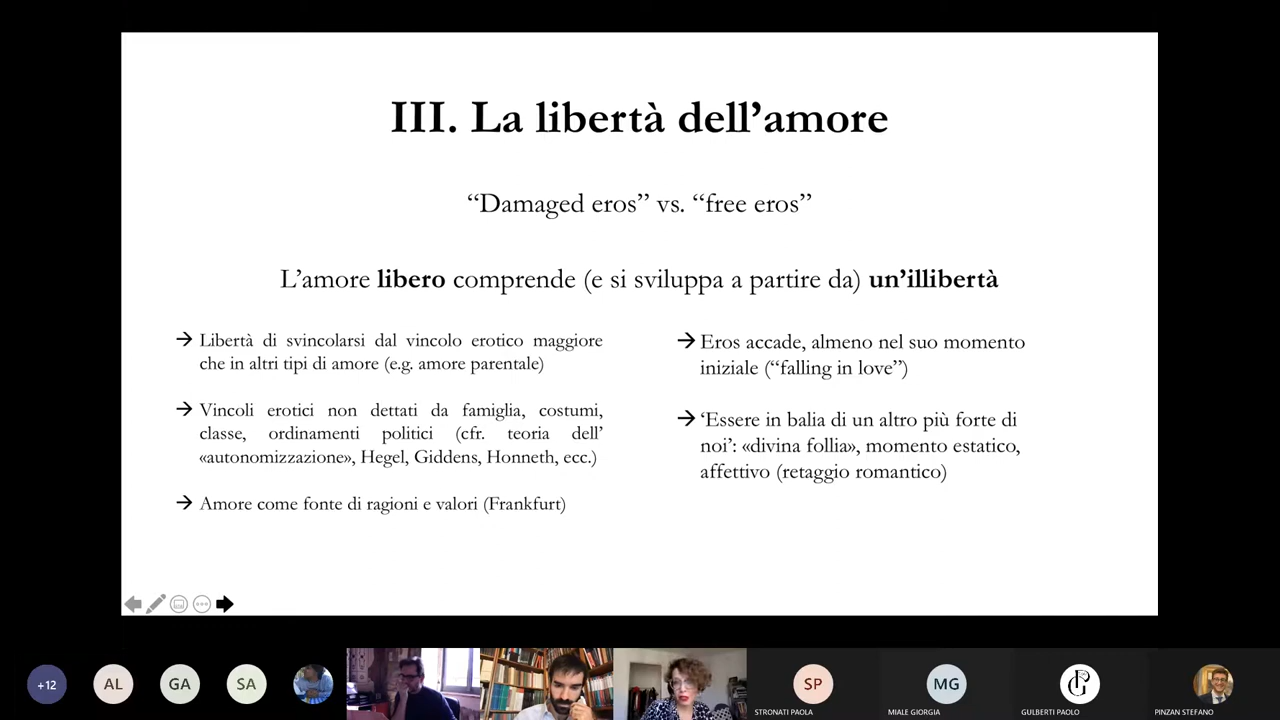 III. La libertà dell’amore
“Damaged eros” vs. “free eros”
L’amore libero comprende (e si sviluppa a partire da) un’illibertà
→ Libertà di svincolarsi dal vincolo erotico maggiore
che in altri tipi di amore (e.g. amore parentale)
→ Vincoli erotici non dettati da famiglia, costumi,
classe, ordinamenti politici (cfr. teoria dell’
«autonomizzazione», Hegel, Giddens, Honneth, ecc.)
→ Amore come fonte di ragioni e valori (Frankfurt)
→ Eros accade, almeno nel suo momento
iniziale (“falling in love”)
→ ‘Essere in balia di un altro più forte di
noi’: «divina follia», momento estatico,
affettivo (retaggio romantico)
+12
AL
GA
SA
SP
STRONATI PAOLA
MG
MIALE GIORGIA
GULBERTI PAOLO
PINZAN STEFANO